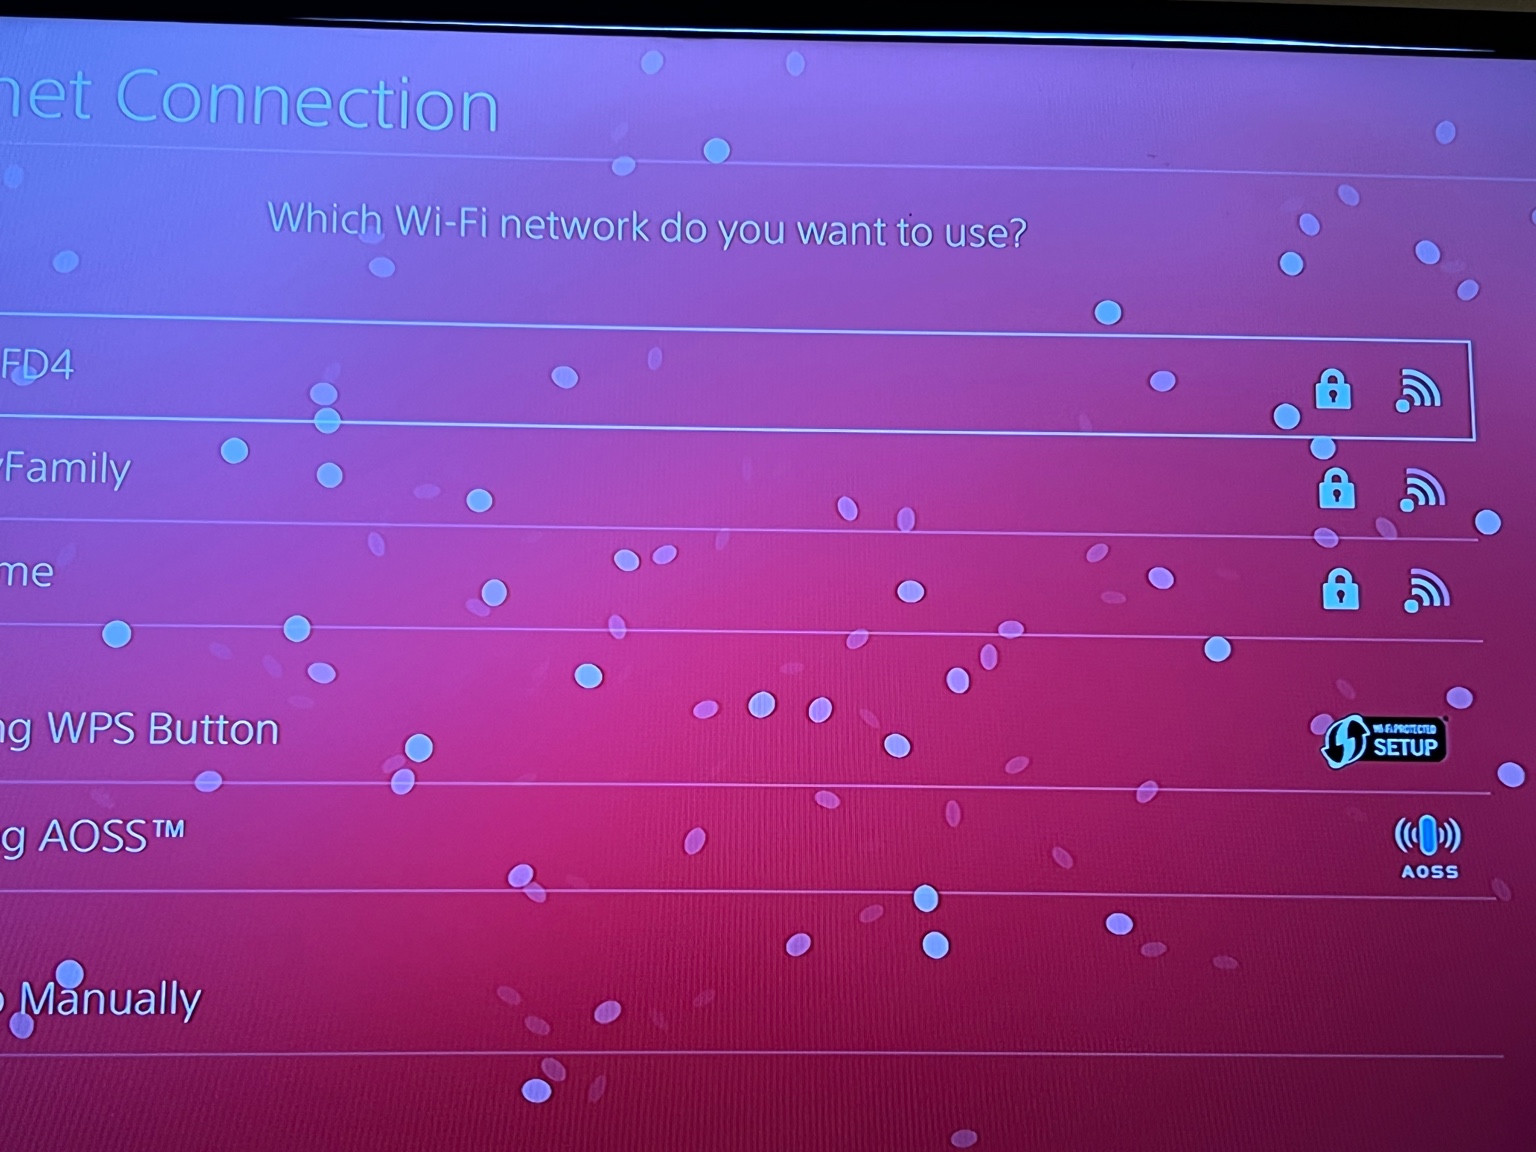 net Connection
Which Wi-Fi network do you want to use?
FD4
yFamily
me
ng WPS Button
WI-FI PROTECTED
SETUP
g AOSS™
AOSS
p Manually